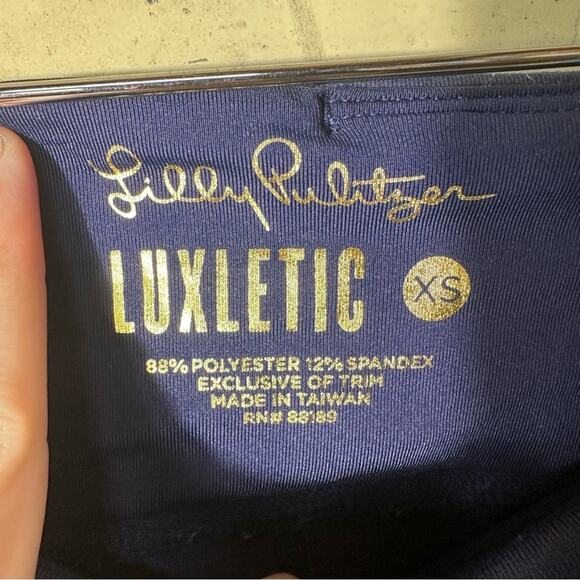 Lilly Pulitzer
LUXLETIC XS
88% POLYESTER 12% SPANDEX
EXCLUSIVE OF TRIM
MADE IN TAIWAN
RN# 88189